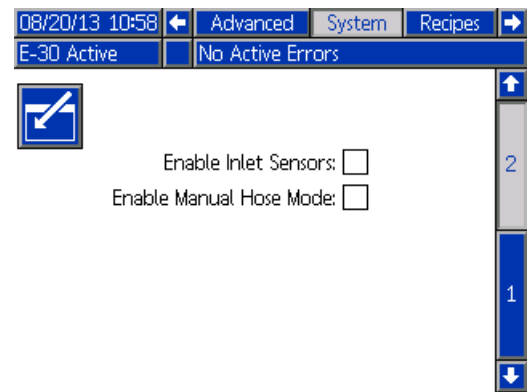 08/20/13 10:58 Advanced System Recipes
E-30 Active No Active Errors
Enable Inlet Sensors:
2
Enable Manual Hose Mode:
1